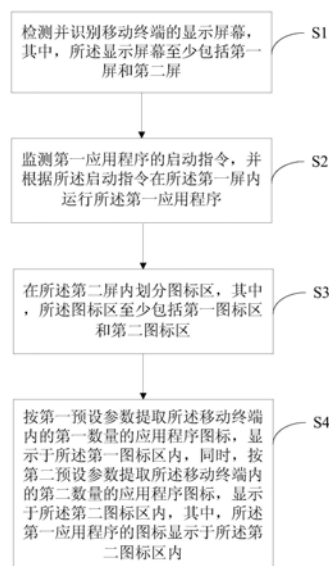 检测并识别移动终端的显示屏幕
,其中,所述显示屏幕至少包括第一
屏和第二屏
S1
监测第一应用程序的启动指令,并
根据所述启动指令在所述第一屏内
运行所述第一应用程序
S2
在所述第二屏内划分图标区,其中
,所述图标区至少包括第一图标区
和第二图标区
S3
按第一预设参数提取所述移动终端
内的第一数量的应用程序图标,显
示于所述第一图标区内,同时,按
第二预设参数提取所述移动终端内
的第二数量的应用程序图标,显示
于所述第二图标区内,其中,所述
第一应用程序的图标显示于所述第
二图标区内
S4